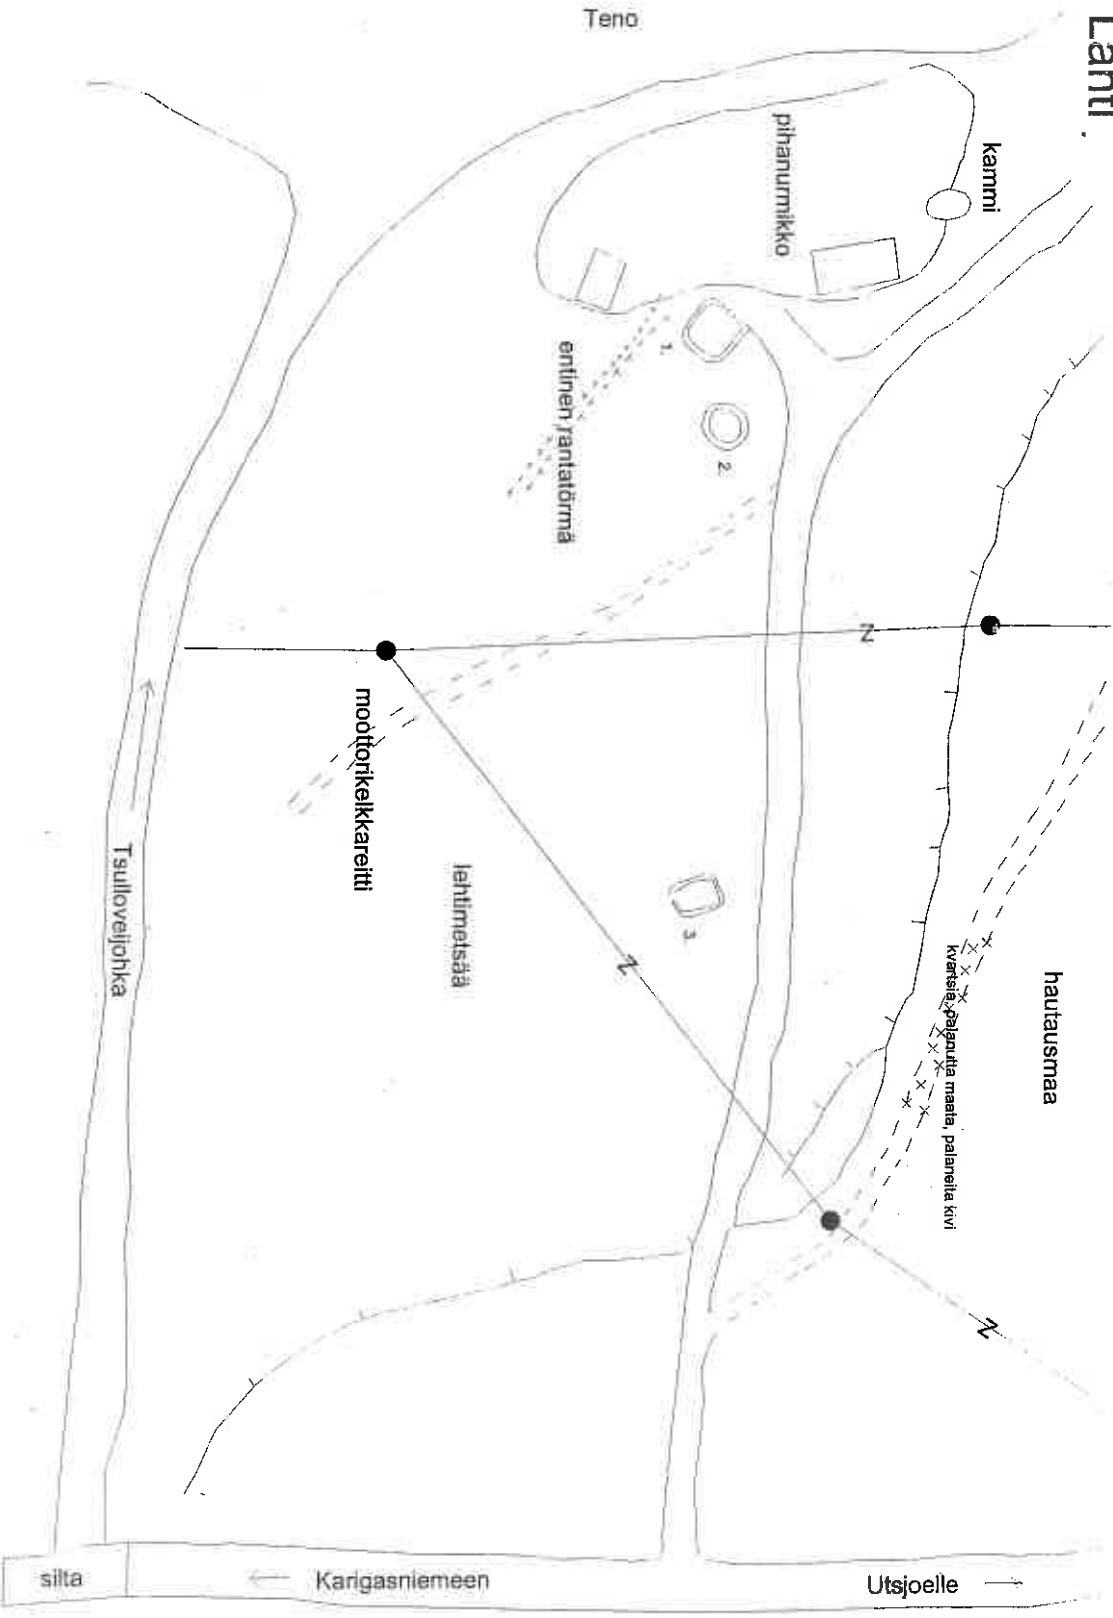 Teno
Lanti
kammi
pihanurmikko
1.
entinen rantatörmä
2.
Z
moottorikelkkareitti
Tsulloveijohka
lehtimetsää
3.
Z
hautausmaa
kvartsia, palanutta maata, palaneita kivi
Z
silta
← Karigasniemeen
Utsjoelle →